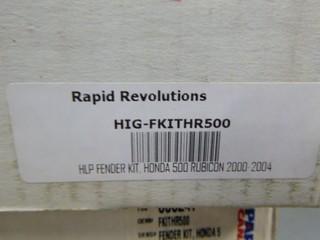 Rapid Revolutions
HIG-FKITHR500
HLP FENDER KIT, HONDA 500 RUBICON 2000-2004
FKITHR500
FENDER KIT, HONDA 5